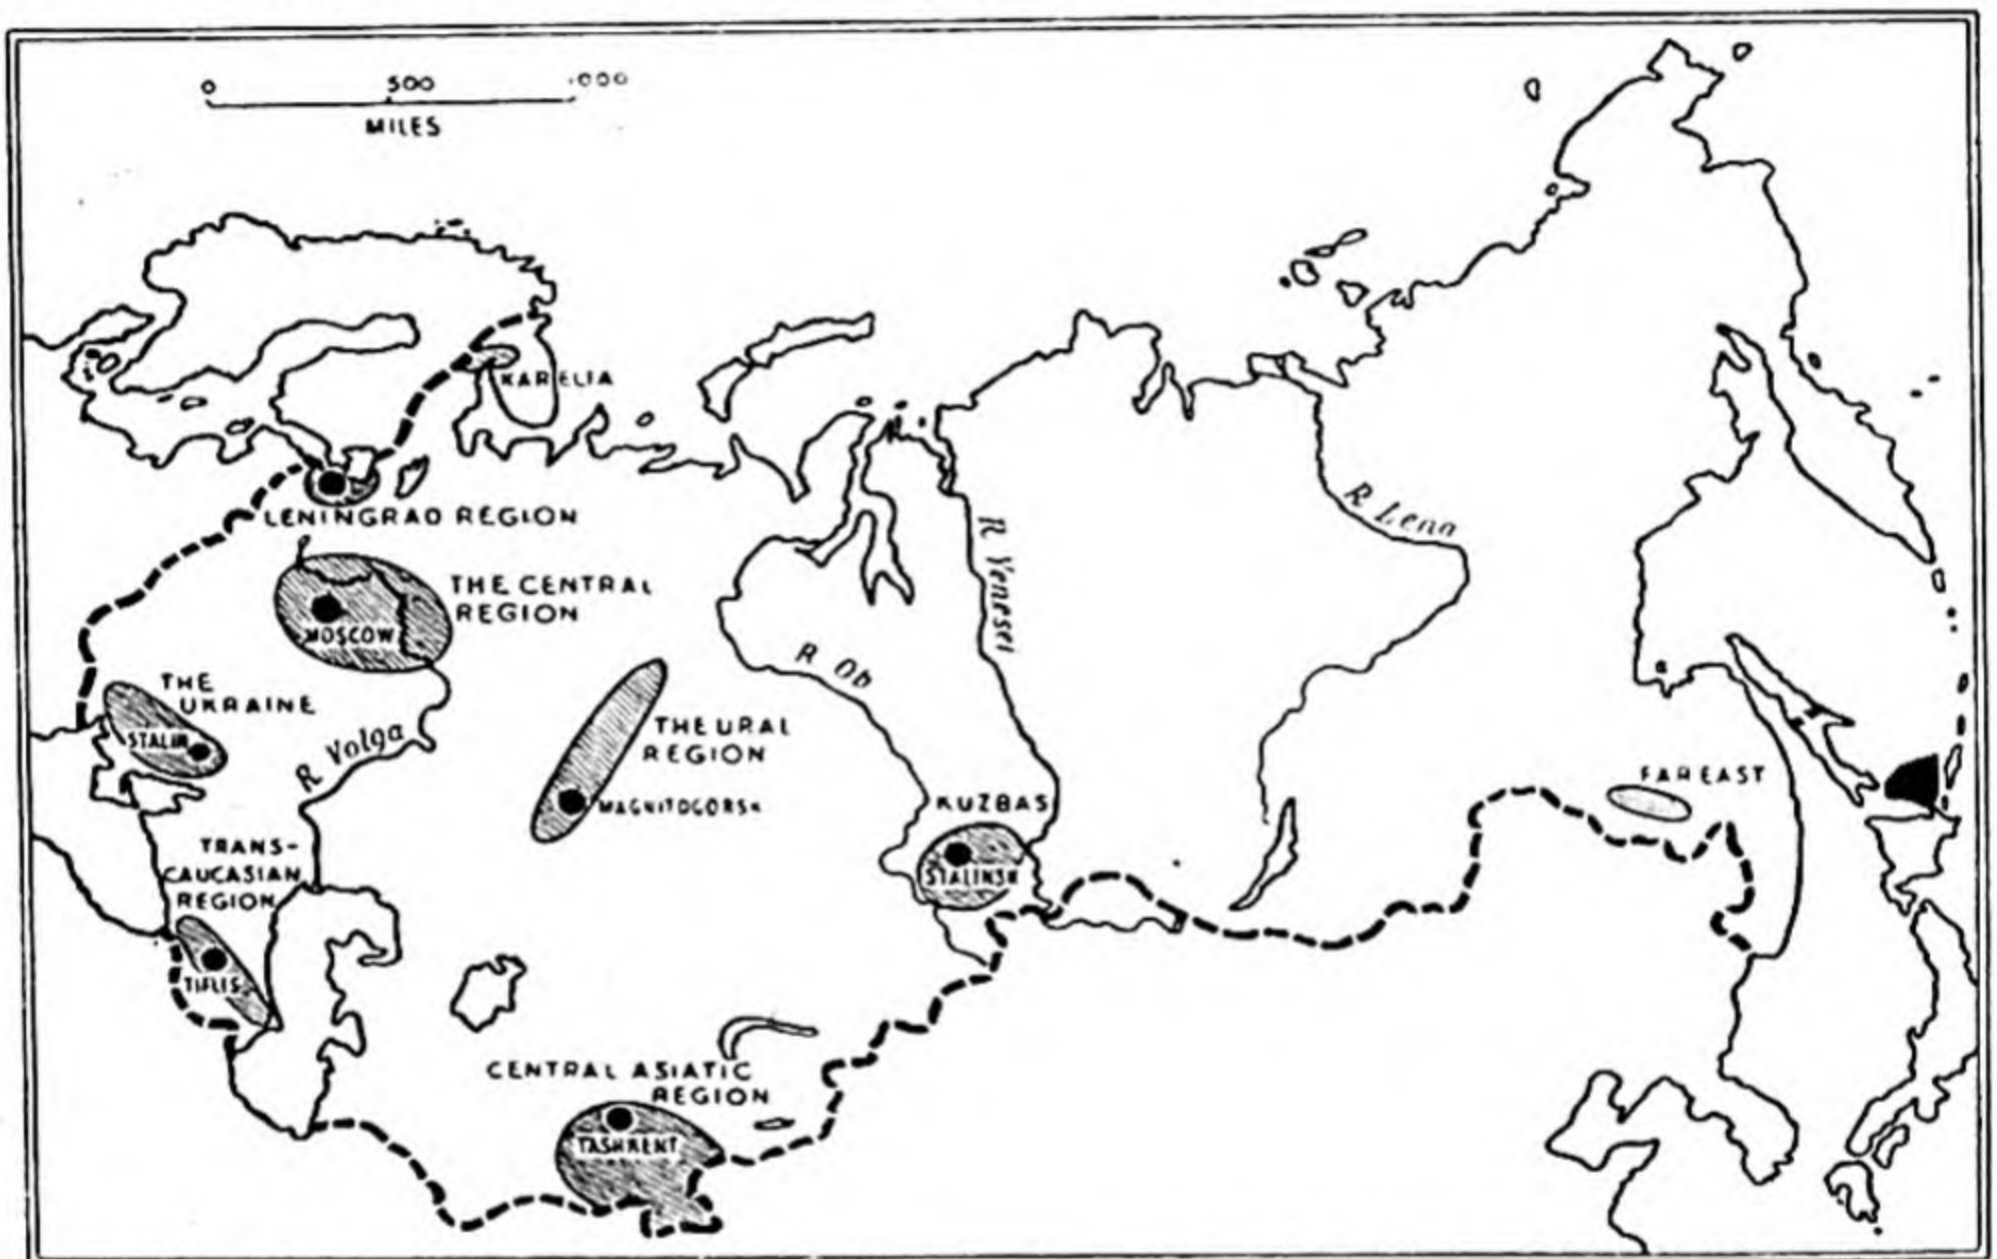 0 500 1000
MILES
KARELIA
LENINGRAD REGION
THE CENTRAL
REGION
MOSCOW
THE
UKRAINE
STALIN
R Volga
THE URAL
REGION
MAGNITOGORSK
R Ob
R Yenesei
R Lena
KUZBAS
STALINSK
FAR EAST
TRANS-
CAUCASIAN
REGION
TIFLIS
CENTRAL ASIATIC
REGION
TASHKENT